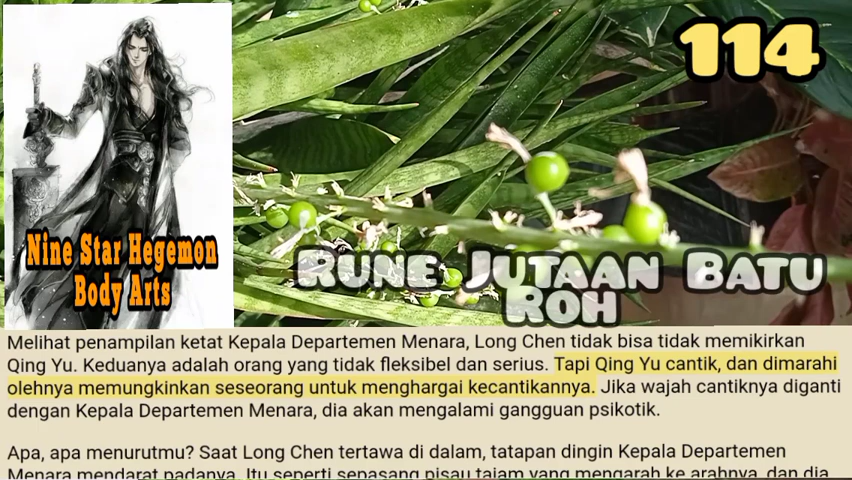 114
Nine Star Hegemon
Body Arts
Rune Jutaan Batu
Roh
Melihat penampilan ketat Kepala Departemen Menara, Long Chen tidak bisa tidak memikirkan
Qing Yu. Keduanya adalah orang yang tidak fleksibel dan serius. Tapi Qing Yu cantik, dan dimarahi
olehnya memungkinkan seseorang untuk menghargai kecantikannya. Jika wajah cantiknya diganti
dengan Kepala Departemen Menara, dia akan mengalami gangguan psikotik.
Apa, apa menurutmu? Saat Long Chen tertawa di dalam, tatapan dingin Kepala Departemen
Menara mendarat padanya. Itu seperti sepasang pisau tajam yang mengarah ke arahnya, dan dia